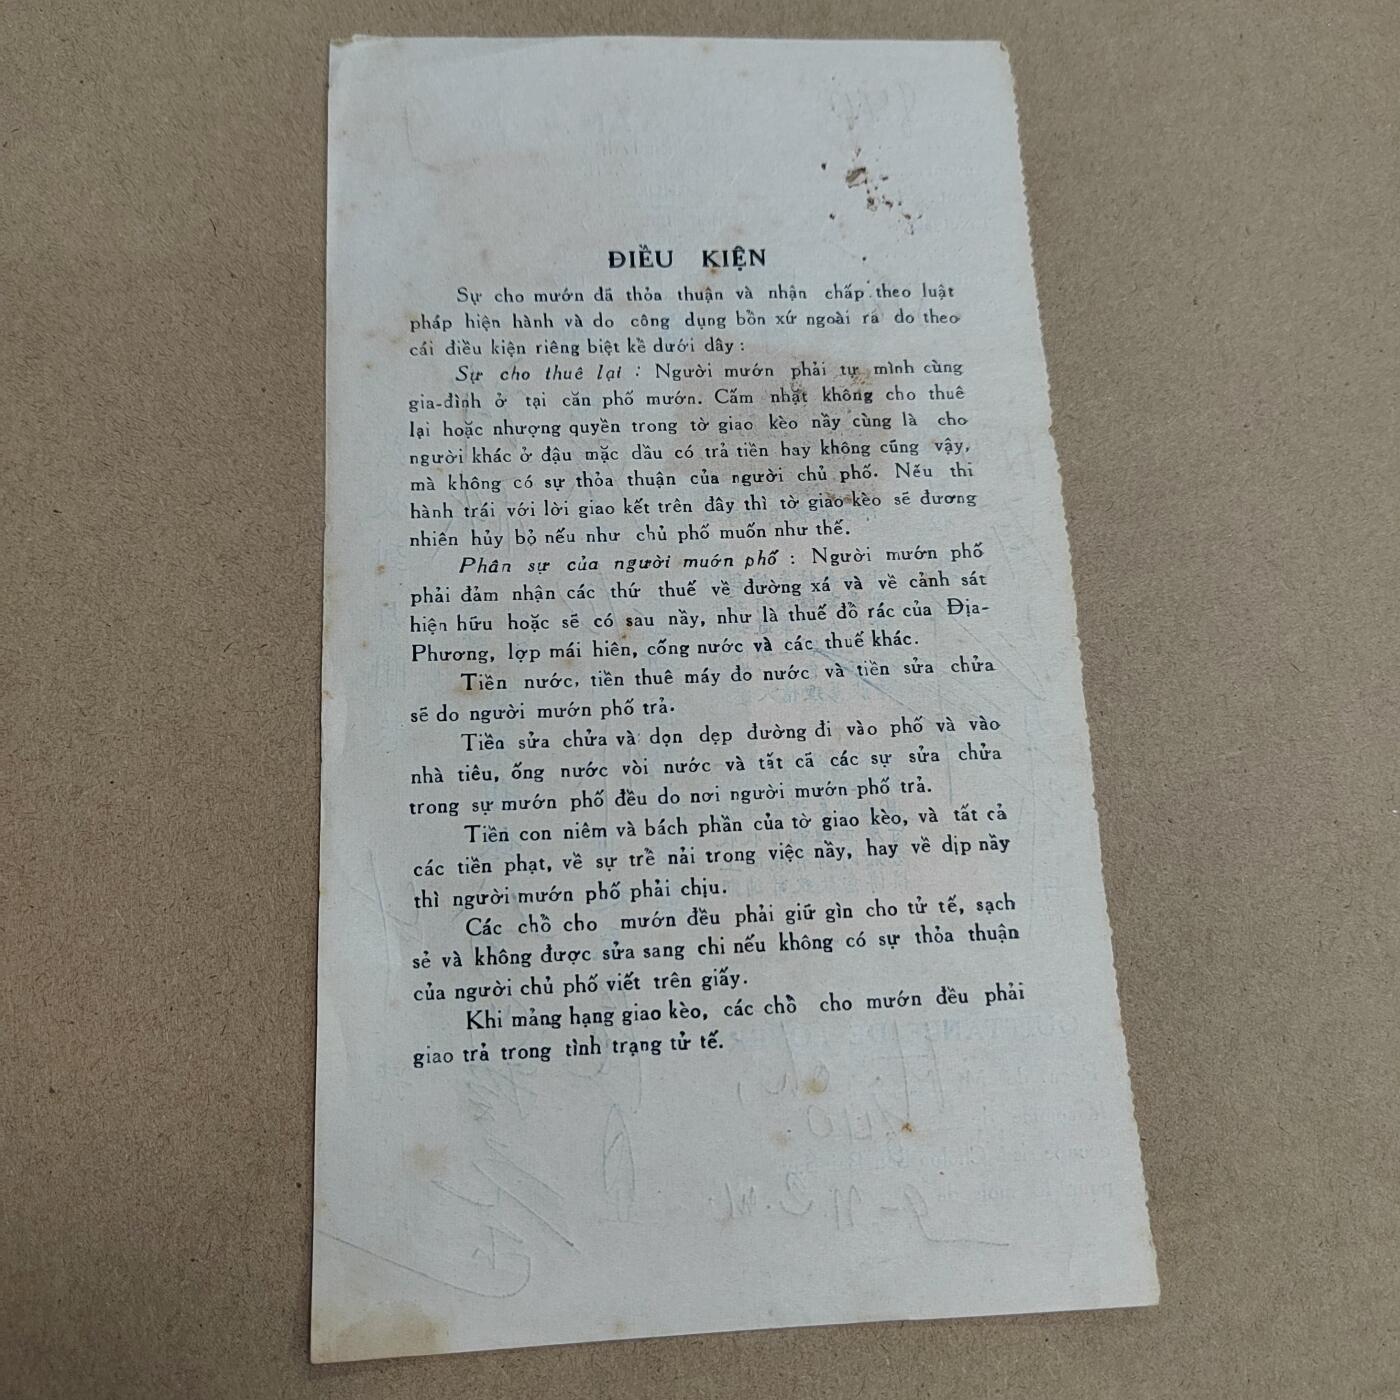 ĐIỀU KIỆN
Sự cho mướn đã thỏa thuận và nhận chấp theo luật
pháp hiện hành và do công dụng bồn xứ ngoài rá do theo
cái điều kiện riêng biệt kề dưới dây :
Sự cho thuê lại : Người mướn phải tự mình cùng
gia-đình ở tại căn phố mướn. Cấm nhặt không cho thuê
lại hoặc nhượng quyền trong tờ giao kèo nầy cùng là cho
người khác ở đậu mặc dầu có trả tiền hay không cũng vậy,
mà không có sự thỏa thuận của người chủ phố. Nếu thi
hành trái với lời giao kết trên đây thì tờ giao kèo sẽ đương
nhiên hủy bỏ nếu như chủ phố muốn như thế.
Phân sự của người muớn phố : Người mướn phố
phải đảm nhận các thứ thuế về đường xá và về cảnh sát
hiện hữu hoặc sẽ có sau nầy, như là thuế đồ rác của Địa-
Phương, lợp mái hiên, cống nước và các thuế khác.
Tiền nước, tiền thuê máy đo nước và tiền sửa chữa
sẽ do người mướn phố trả.
Tiền sửa chửa và dọn dẹp đường đi vào phố và vào
nhà tiêu, ống nước vòi nước và tất cã các sự sửa chửa
trong sự mướn phố đều do nơi người mướn phố trả.
Tiền con niêm và bách phần của tờ giao kèo, và tất cả
các tiền phạt, về sự trề nải trong việc nầy, hay về dịp nầy
thì người mướn phố phải chịu.
Các chồ cho mướn đều phải giữ gìn cho tử tế, sạch
sẻ và không được sửa sang chi nếu không có sự thỏa thuận
của người chủ phố viết trên giấy.
Khi mảng hạng giao kèo, các chồ cho mướn đều phải
giao trả trong tình trạng tử tế.